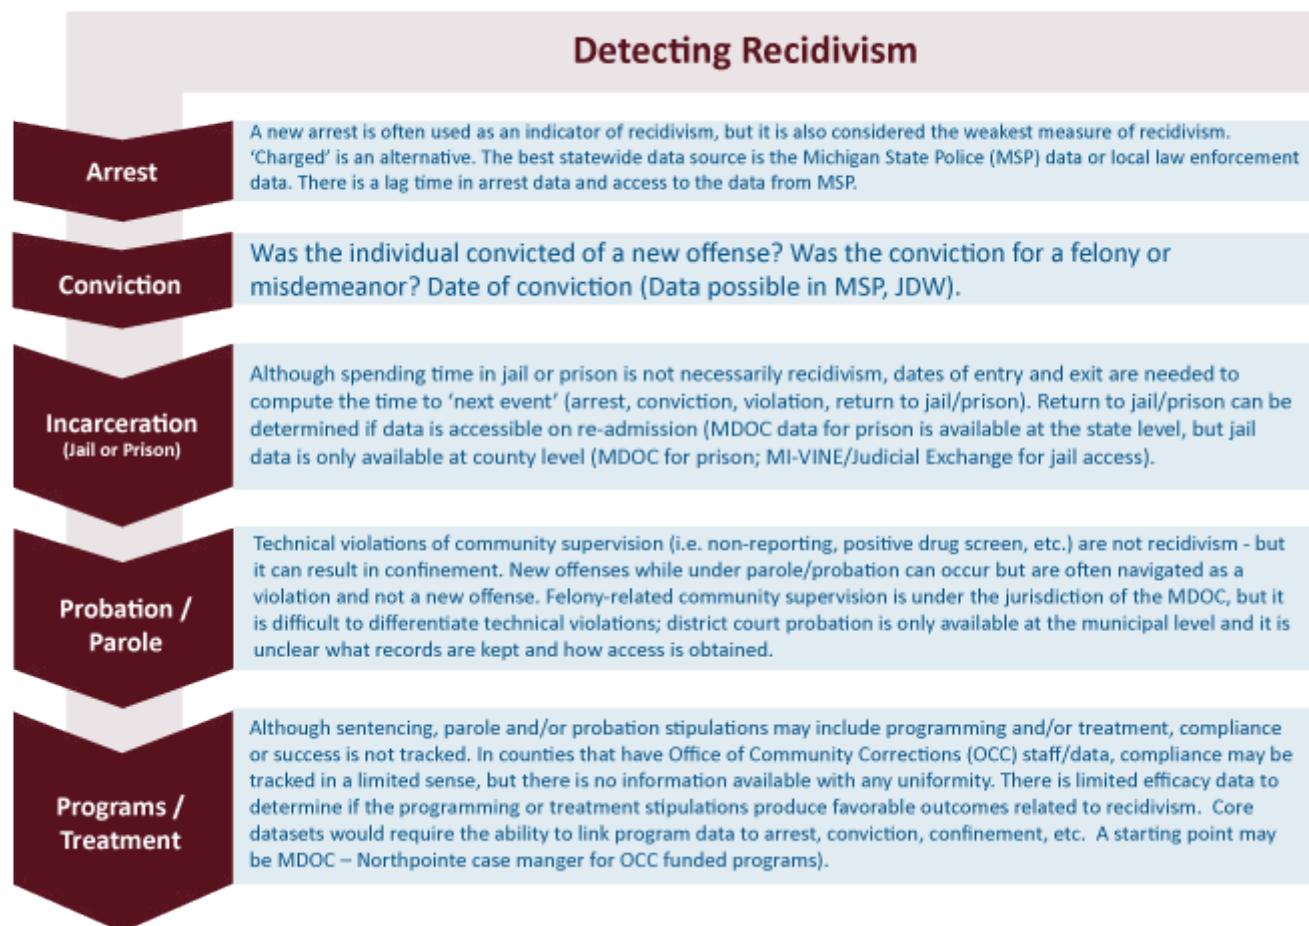 Detecting Recidivism
Arrest
A new arrest is often used as an indicator of recidivism, but it is also considered the weakest measure of recidivism.
‘Charged’ is an alternative. The best statewide data source is the Michigan State Police (MSP) data or local law enforcement
data. There is a lag time in arrest data and access to the data from MSP.
Conviction
Was the individual convicted of a new offense? Was the conviction for a felony or
misdemeanor? Date of conviction (Data possible in MSP, JDW).
Incarceration
(Jail or Prison)
Although spending time in jail or prison is not necessarily recidivism, dates of entry and exit are needed to
compute the time to ‘next event’ (arrest, conviction, violation, return to jail/prison). Return to jail/prison can be
determined if data is accessible on re-admission (MDOC data for prison is available at the state level, but jail
data is only available at county level (MDOC for prison; MI-VINE/Judicial Exchange for jail access).
Probation /
Parole
Technical violations of community supervision (i.e. non-reporting, positive drug screen, etc.) are not recidivism - but
it can result in confinement. New offenses while under parole/probation can occur but are often navigated as a
violation and not a new offense. Felony-related community supervision is under the jurisdiction of the MDOC, but it
is difficult to differentiate technical violations; district court probation is only available at the municipal level and it is
unclear what records are kept and how access is obtained.
Programs /
Treatment
Although sentencing, parole and/or probation stipulations may include programming and/or treatment, compliance
or success is not tracked. In counties that have Office of Community Corrections (OCC) staff/data, compliance may be
tracked in a limited sense, but there is no information available with any uniformity. There is limited efficacy data to
determine if the programming or treatment stipulations produce favorable outcomes related to recidivism. Core
datasets would require the ability to link program data to arrest, conviction, confinement, etc. A starting point may
be MDOC – Northpointe case manger for OCC funded programs).